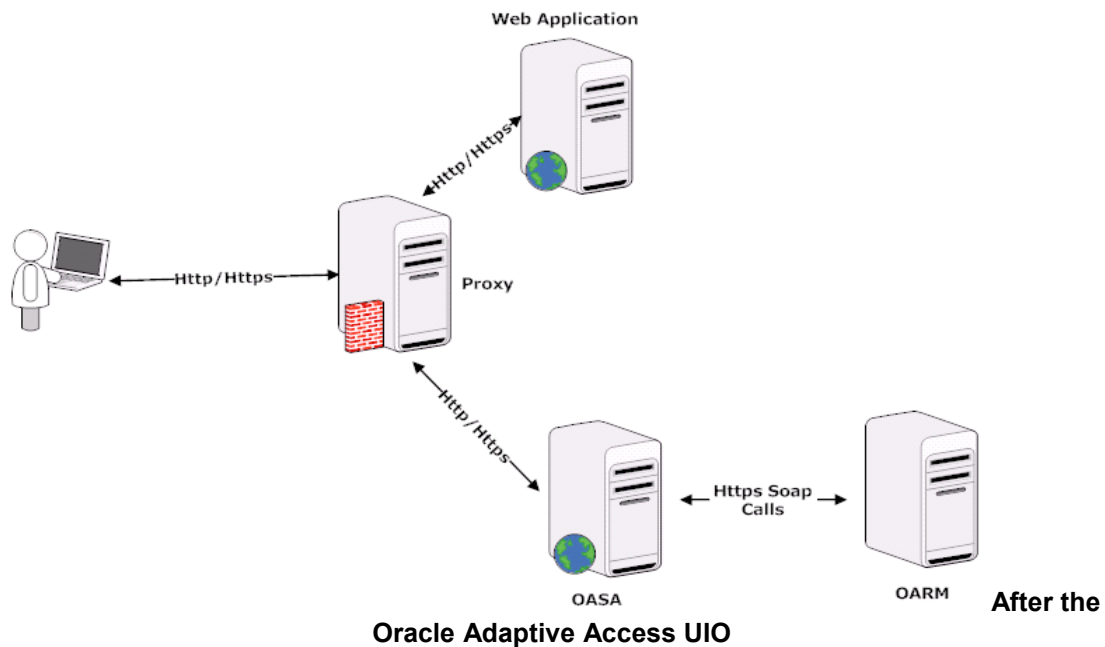 Web Application
Http/Https
Http/Https
Proxy
Http/Https
Https Soap
Calls
OASA
OARM
After the
Oracle Adaptive Access UIO